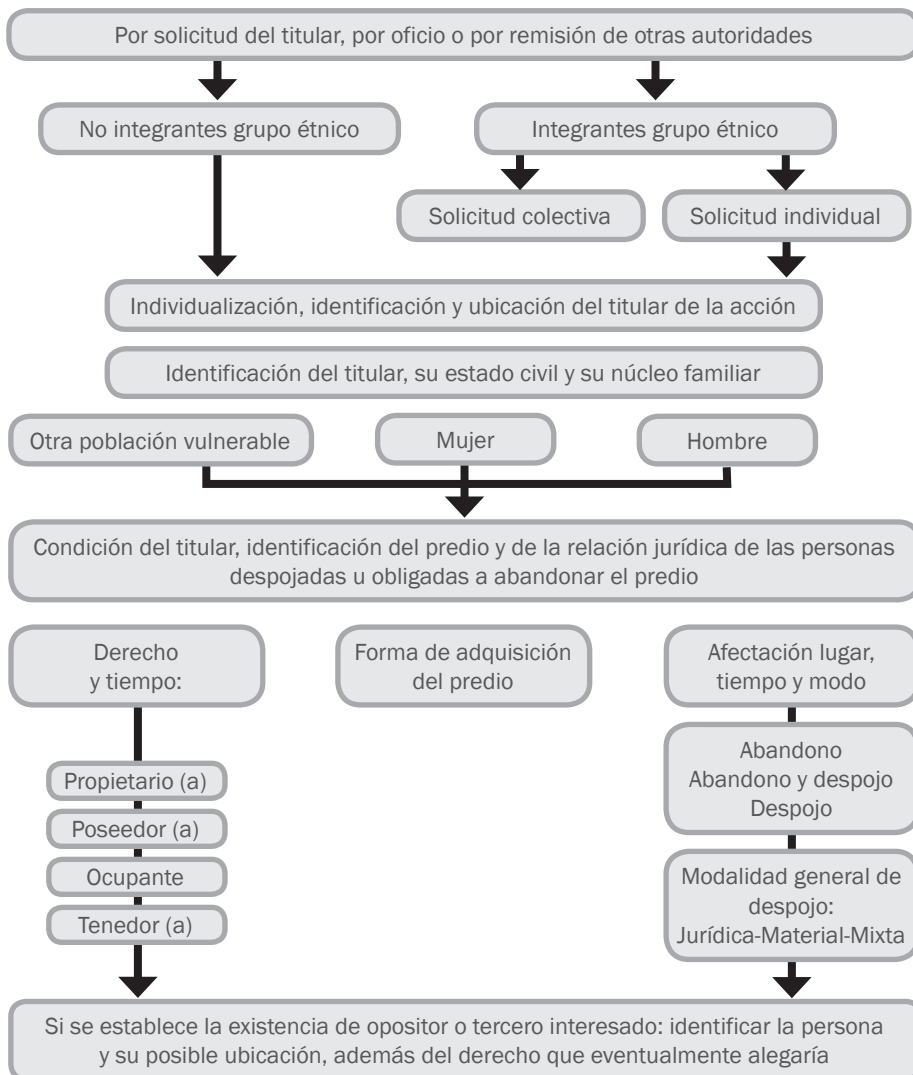 Por solicitud del titular, por oficio o por remisión de otras autoridades
No integrantes grupo étnico
Integrantes grupo étnico
Solicitud colectiva
Solicitud individual
Individualización, identificación y ubicación del titular de la acción
Identificación del titular, su estado civil y su núcleo familiar
Otra población vulnerable
Mujer
Hombre
Condición del titular, identificación del predio y de la relación jurídica de las personas
despojadas u obligadas a abandonar el predio
Derecho
y tiempo:
Forma de adquisición
del predio
Afectación lugar,
tiempo y modo
Propietario (a)
Poseedor (a)
Ocupante
Tenedor (a)
Abandono
Abandono y despojo
Despojo
Modalidad general de
despojo:
Jurídica-Material-Mixta
Si se establece la existencia de opositor o tercero interesado: identificar la persona
y su posible ubicación, además del derecho que eventualmente alegaría